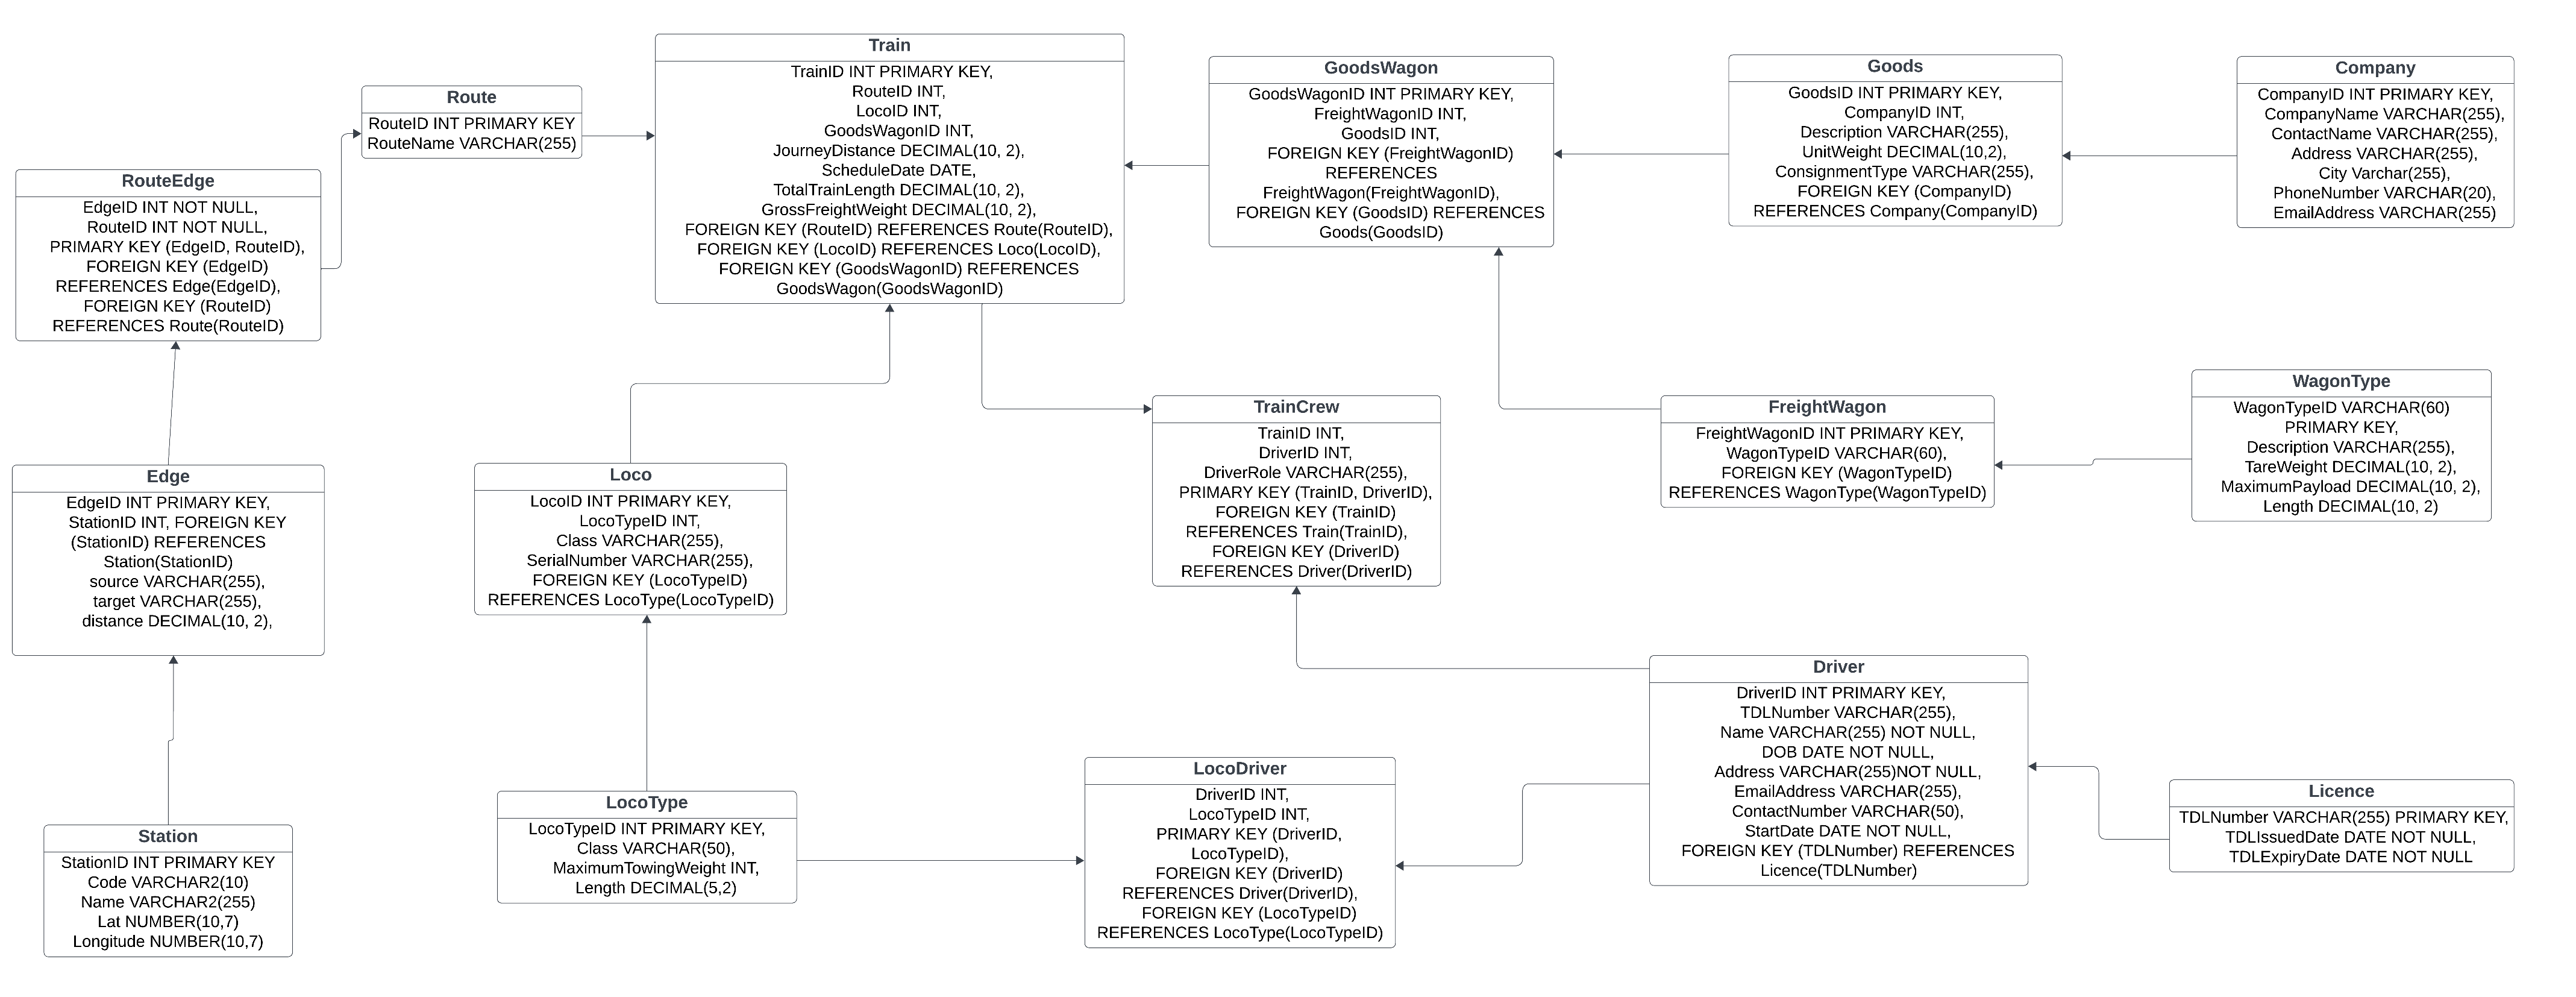 Train
TrainID INT PRIMARY KEY,
RouteID INT,
LocoID INT,
GoodsWagonID INT,
JourneyDistance DECIMAL(10, 2),
ScheduleDate DATE,
TotalTrainLength DECIMAL(10, 2),
GrossFreightWeight DECIMAL(10, 2),
FOREIGN KEY (RouteID) REFERENCES Route(RouteID),
FOREIGN KEY (LocoID) REFERENCES Loco(LocoID),
FOREIGN KEY (GoodsWagonID) REFERENCES
GoodsWagon(GoodsWagonID)
GoodsWagon
GoodsWagonID INT PRIMARY KEY,
FreightWagonID INT,
GoodsID INT,
FOREIGN KEY (FreightWagonID)
REFERENCES
FreightWagon(FreightWagonID),
FOREIGN KEY (GoodsID) REFERENCES
Goods(GoodsID)
Goods
GoodsID INT PRIMARY KEY,
CompanyID INT,
Description VARCHAR(255),
UnitWeight DECIMAL(10,2),
ConsignmentType VARCHAR(255),
FOREIGN KEY (CompanyID)
REFERENCES Company(CompanyID)
Company
CompanyID INT PRIMARY KEY,
CompanyName VARCHAR(255),
ContactName VARCHAR(255),
Address VARCHAR(255),
City Varchar(255),
PhoneNumber VARCHAR(20),
EmailAddress VARCHAR(255)
Route
RouteID INT PRIMARY KEY
RouteName VARCHAR(255)
RouteEdge
EdgeID INT NOT NULL,
RouteID INT NOT NULL,
PRIMARY KEY (EdgeID, RouteID),
FOREIGN KEY (EdgeID)
REFERENCES Edge(EdgeID),
FOREIGN KEY (RouteID)
REFERENCES Route(RouteID)
Edge
EdgeID INT PRIMARY KEY,
StationID INT, FOREIGN KEY
(StationID) REFERENCES
Station(StationID)
source VARCHAR(255),
target VARCHAR(255),
distance DECIMAL(10, 2),
Loco
LocoID INT PRIMARY KEY,
LocoTypeID INT,
Class VARCHAR(255),
SerialNumber VARCHAR(255),
FOREIGN KEY (LocoTypeID)
REFERENCES LocoType(LocoTypeID)
TrainCrew
TrainID INT,
DriverID INT,
DriverRole VARCHAR(255),
PRIMARY KEY (TrainID, DriverID),
FOREIGN KEY (TrainID)
REFERENCES Train(TrainID),
FOREIGN KEY (DriverID)
REFERENCES Driver(DriverID)
FreightWagon
FreightWagonID INT PRIMARY KEY,
WagonTypeID VARCHAR(60),
FOREIGN KEY (WagonTypeID)
REFERENCES WagonType(WagonTypeID)
WagonType
WagonTypeID VARCHAR(60)
PRIMARY KEY,
Description VARCHAR(255),
TareWeight DECIMAL(10, 2),
MaximumPayload DECIMAL(10, 2),
Length DECIMAL(10, 2)
Station
StationID INT PRIMARY KEY
Code VARCHAR2(10)
Name VARCHAR2(255)
Lat NUMBER(10,7)
Longitude NUMBER(10,7)
LocoType
LocoTypeID INT PRIMARY KEY,
Class VARCHAR(50),
MaximumTowingWeight INT,
Length DECIMAL(5,2)
LocoDriver
DriverID INT,
LocoTypeID INT,
PRIMARY KEY (DriverID,
LocoTypeID),
FOREIGN KEY (DriverID)
REFERENCES Driver(DriverID),
FOREIGN KEY (LocoTypeID)
REFERENCES LocoType(LocoTypeID)
Driver
DriverID INT PRIMARY KEY,
TDLNumber VARCHAR(255),
Name VARCHAR(255) NOT NULL,
DOB DATE NOT NULL,
Address VARCHAR(255)NOT NULL,
EmailAddress VARCHAR(255),
ContactNumber VARCHAR(50),
StartDate DATE NOT NULL,
FOREIGN KEY (TDLNumber) REFERENCES
Licence(TDLNumber)
Licence
TDLNumber VARCHAR(255) PRIMARY KEY,
TDLIssuedDate DATE NOT NULL,
TDLExpiryDate DATE NOT NULL